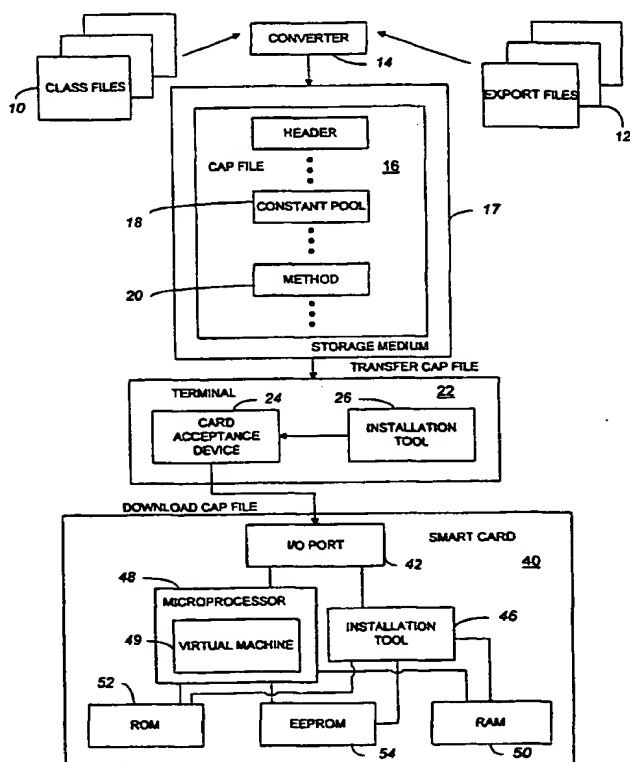 CONVERTER
14
10
CLASS FILES
EXPORT FILES
12
HEADER
CAP FILE
16
18
CONSTANT POOL
17
20
METHOD
STORAGE MEDIUM
TRANSFER CAP FILE
TERMINAL
24
26
22
CARD
ACCEPTANCE
DEVICE
INSTALLATION
TOOL
DOWNLOAD CAP FILE
I/O PORT
SMART CARD
42
40
48
MICROPROCESSOR
46
49
VIRTUAL MACHINE
INSTALLATION
TOOL
52
ROM
EEPROM
RAM
54
50